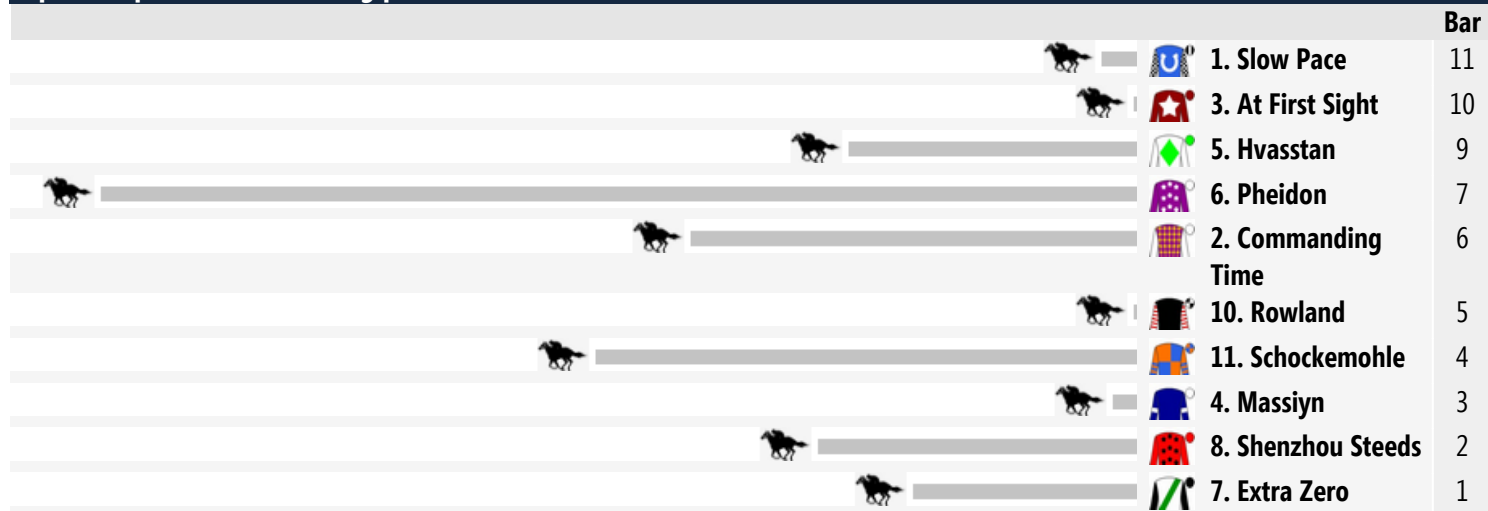 Bar
1. Slow Pace 11
3. At First Sight 10
5. Hvasstan 9
6. Pheidon 7
2. Commanding 6
Time
10. Rowland 5
11. Schockemohle 4
4. Massiyn 3
8. Shenzhou Steeds 2
7. Extra Zero 1